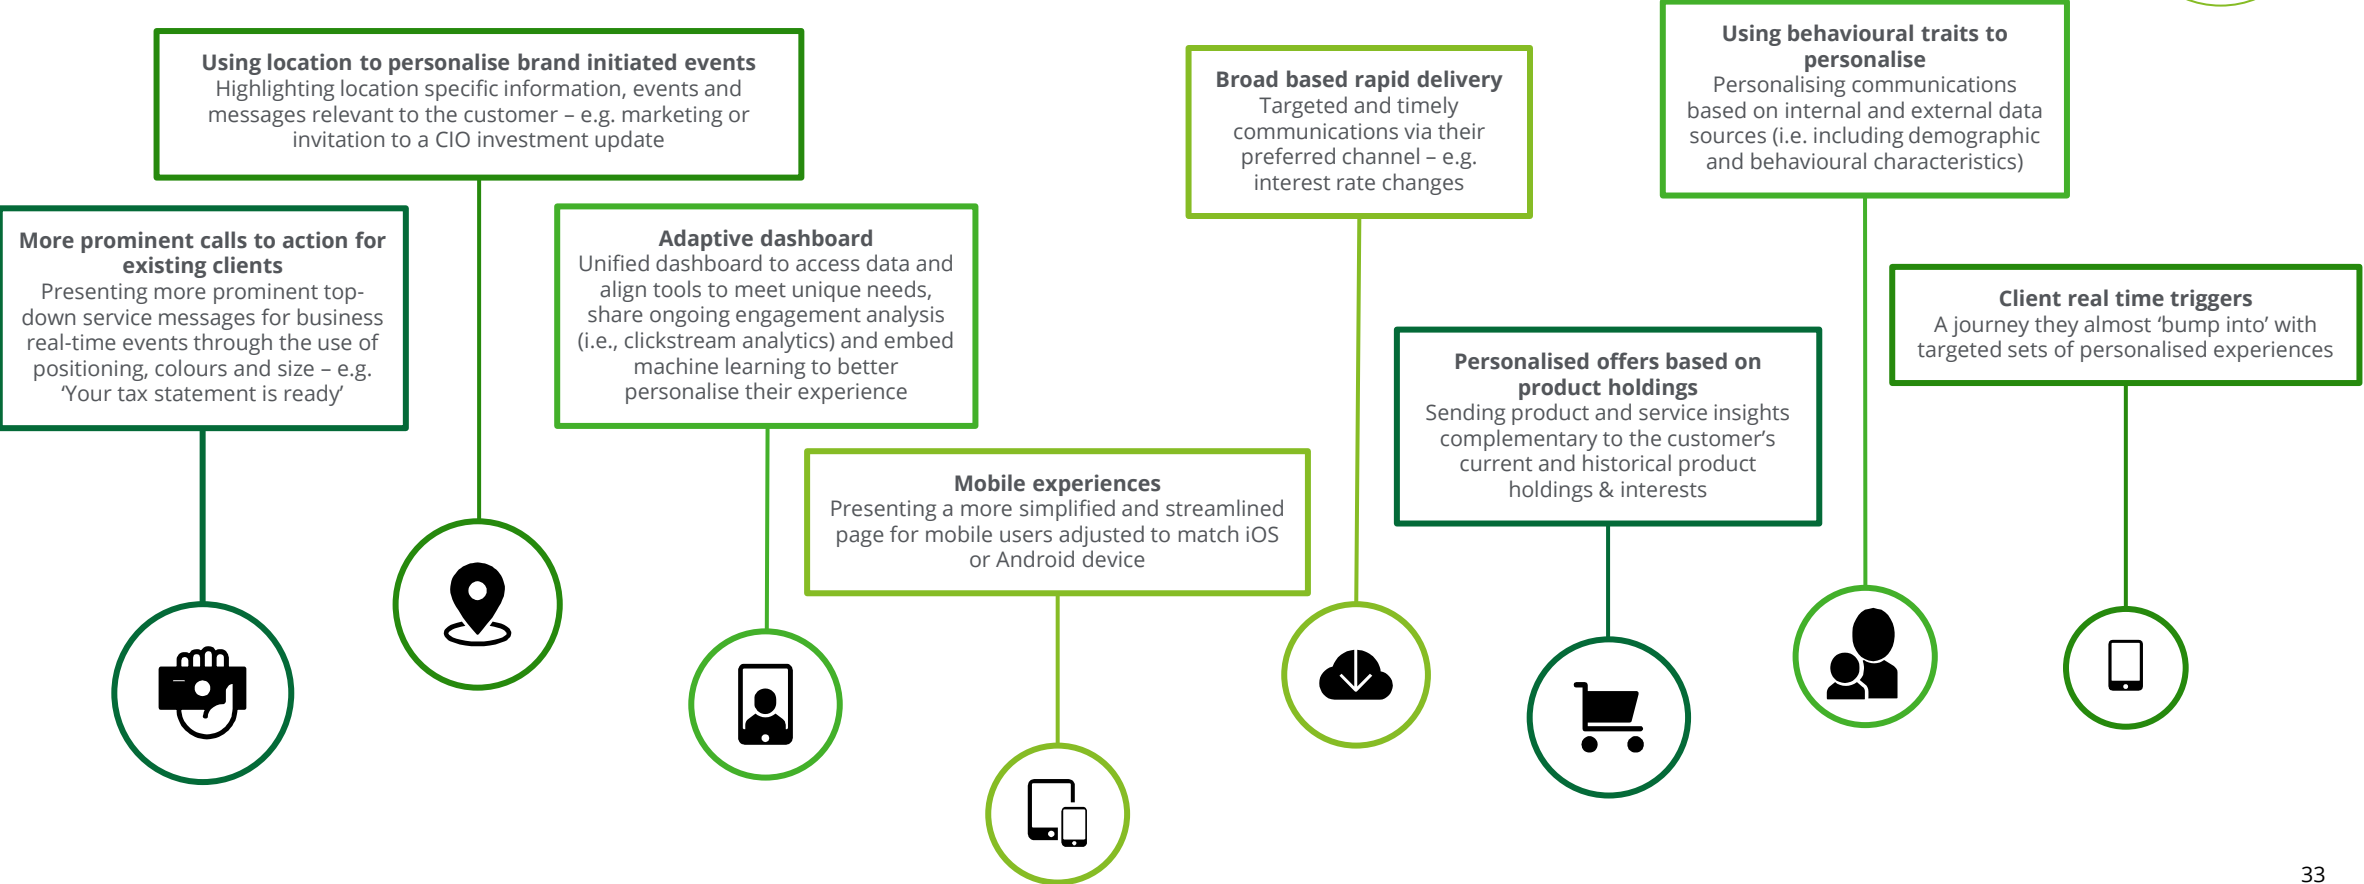 Using location to personalise brand initiated events
Highlighting location specific information, events and
messages relevant to the customer – e.g. marketing or
invitation to a CIO investment update
More prominent calls to action for
existing clients
Presenting more prominent top-
down service messages for business
real-time events through the use of
positioning, colours and size – e.g.
‘Your tax statement is ready’
Adaptive dashboard
Unified dashboard to access data and
align tools to meet unique needs,
share ongoing engagement analysis
(i.e., clickstream analytics) and embed
machine learning to better
personalise their experience
Mobile experiences
Presenting a more simplified and streamlined
page for mobile users adjusted to match iOS
or Android device
Broad based rapid delivery
Targeted and timely
communications via their
preferred channel – e.g.
interest rate changes
Personalised offers based on
product holdings
Sending product and service insights
complementary to the customer’s
current and historical product
holdings & interests
Using behavioural traits to
personalise
Personalising communications
based on internal and external data
sources (i.e. including demographic
and behavioural characteristics)
Client real time triggers
A journey they almost ‘bump into’ with
targeted sets of personalised experiences
33